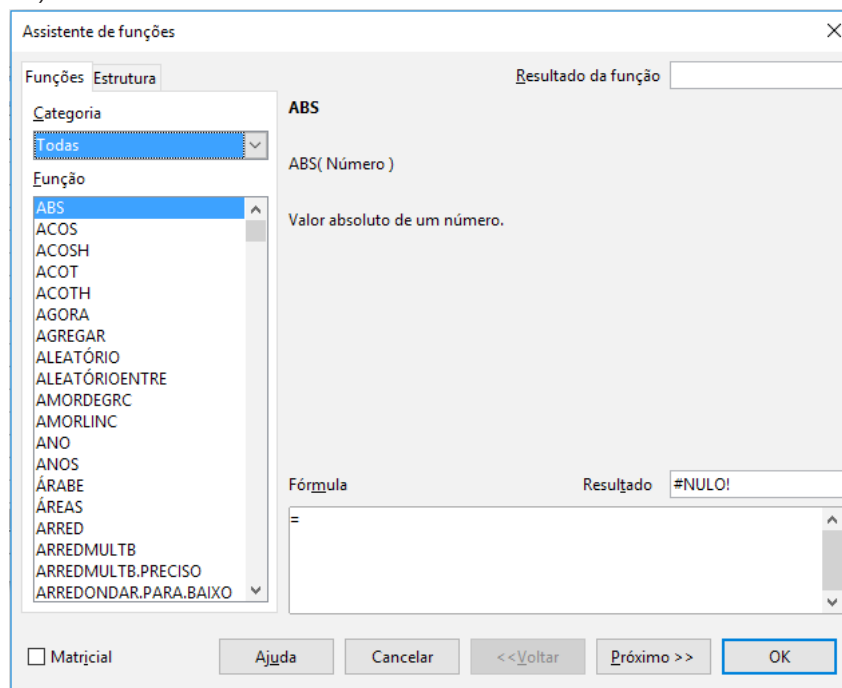 Assistente de funções
Funções Estrutura
Resultado da função
Categoria
Todas
Função
ABS
ACOS
ACOSH
ACOT
ACOTH
AGORA
AGREGAR
ALEATÓRIO
ALEATÓRIOENTRE
AMORDEGRC
AMORLINC
ANO
ANOS
ÁRABE
ÁREAS
ARRED
ARREDMULTB
ARREDMULTB.PRECISO
ARREDONDAR.PARA.BAIXO
ABS
ABS( Número )
Valor absoluto de um número.
Fórmula
Resultado #NULO!
=
Matricial
Ajuda
Cancelar
<<Voltar
Próximo >>
OK